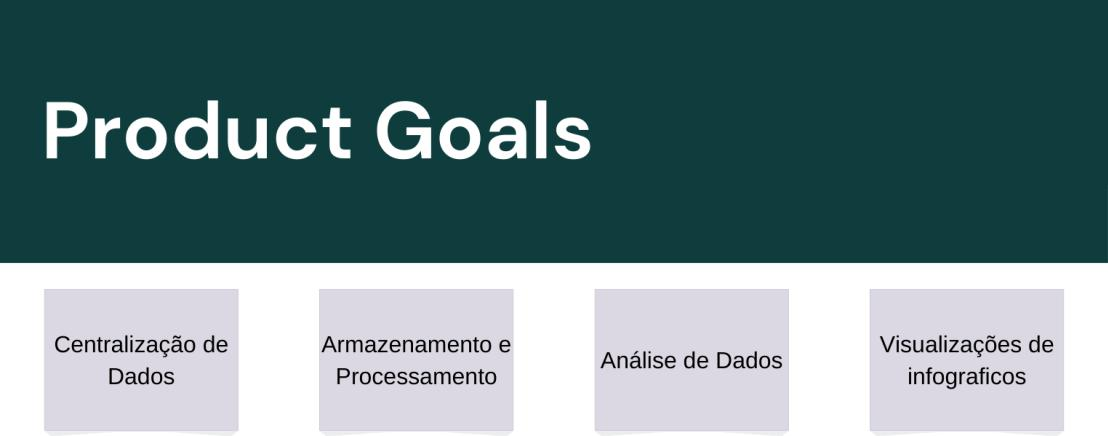 Product Goals
Centralização de
Dados
Armazenamento e
Processamento
Análise de Dados
Visualizações de
infograficos